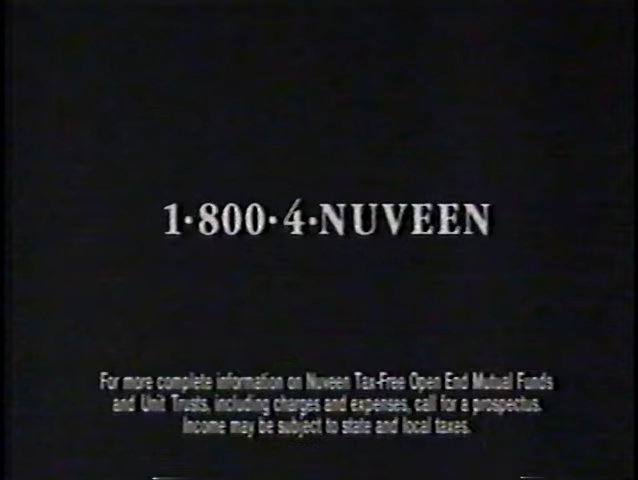 1·800·4·NUVEEN
For more complete information on Nuveen Tax-Free Open End Mutual Funds
and Unit Trusts, including charges and expenses, call for a prospectus.
Income may be subject to state and local taxes.